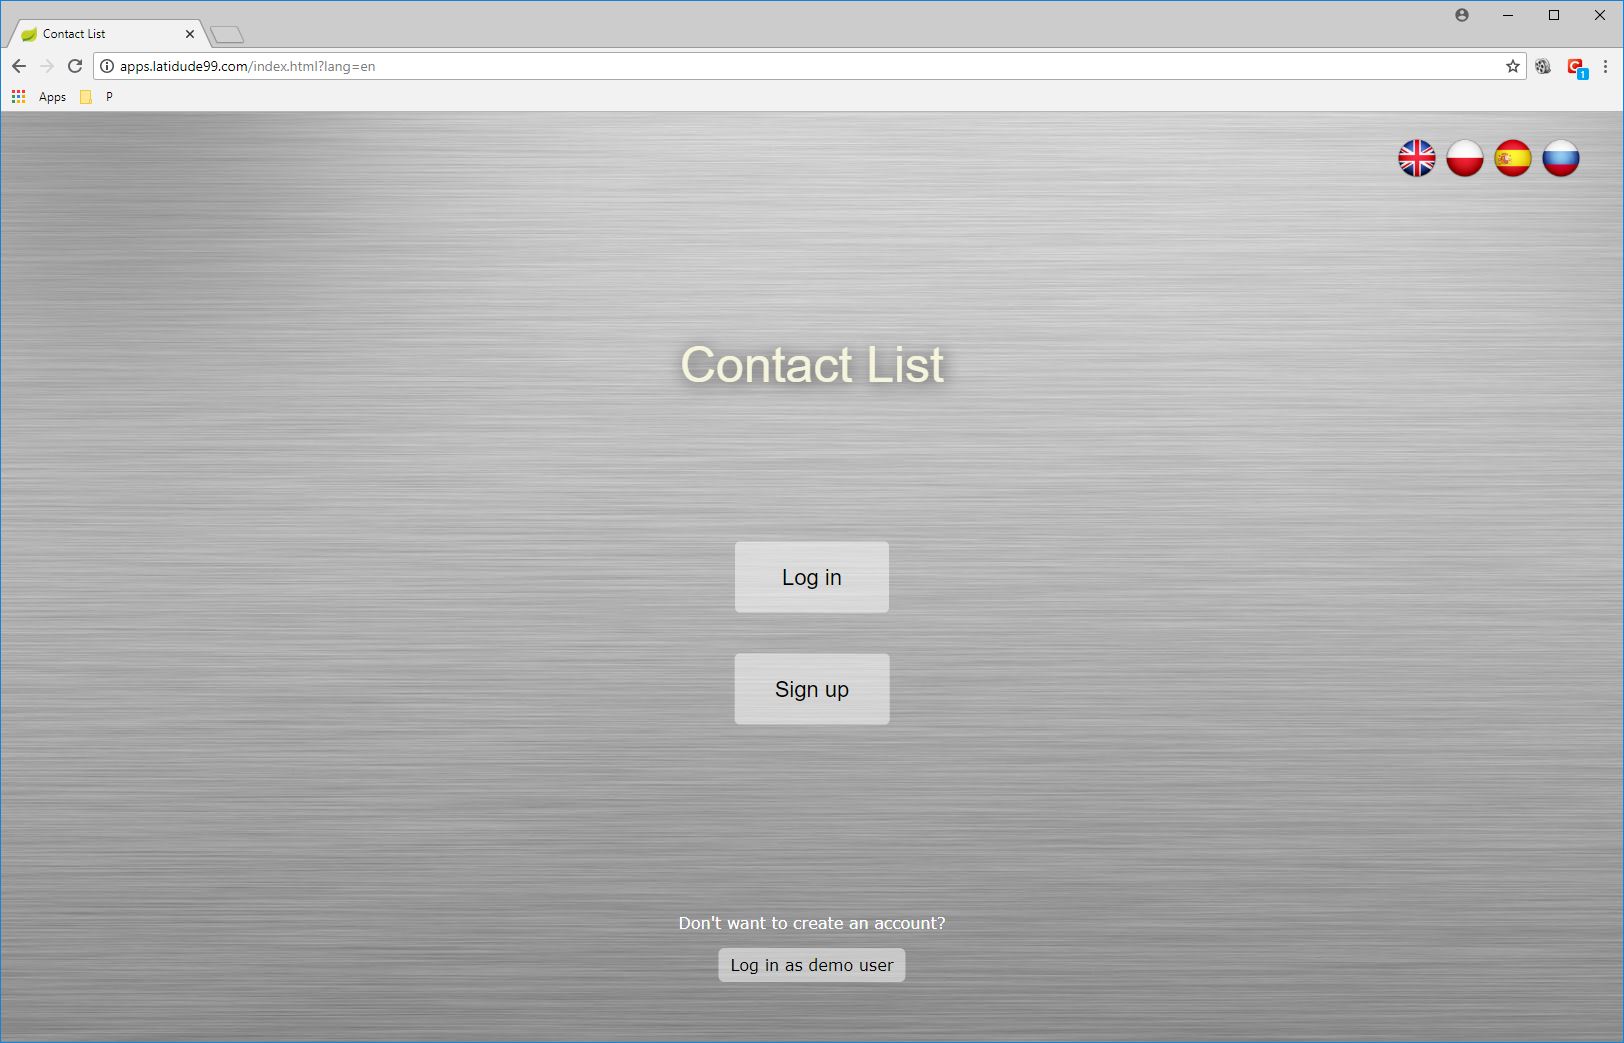 Contact List
apps.latidude99.com/index.html?lang=en
Apps
P
1
Contact List
Log in
Sign up
Don't want to create an account?
Log in as demo user